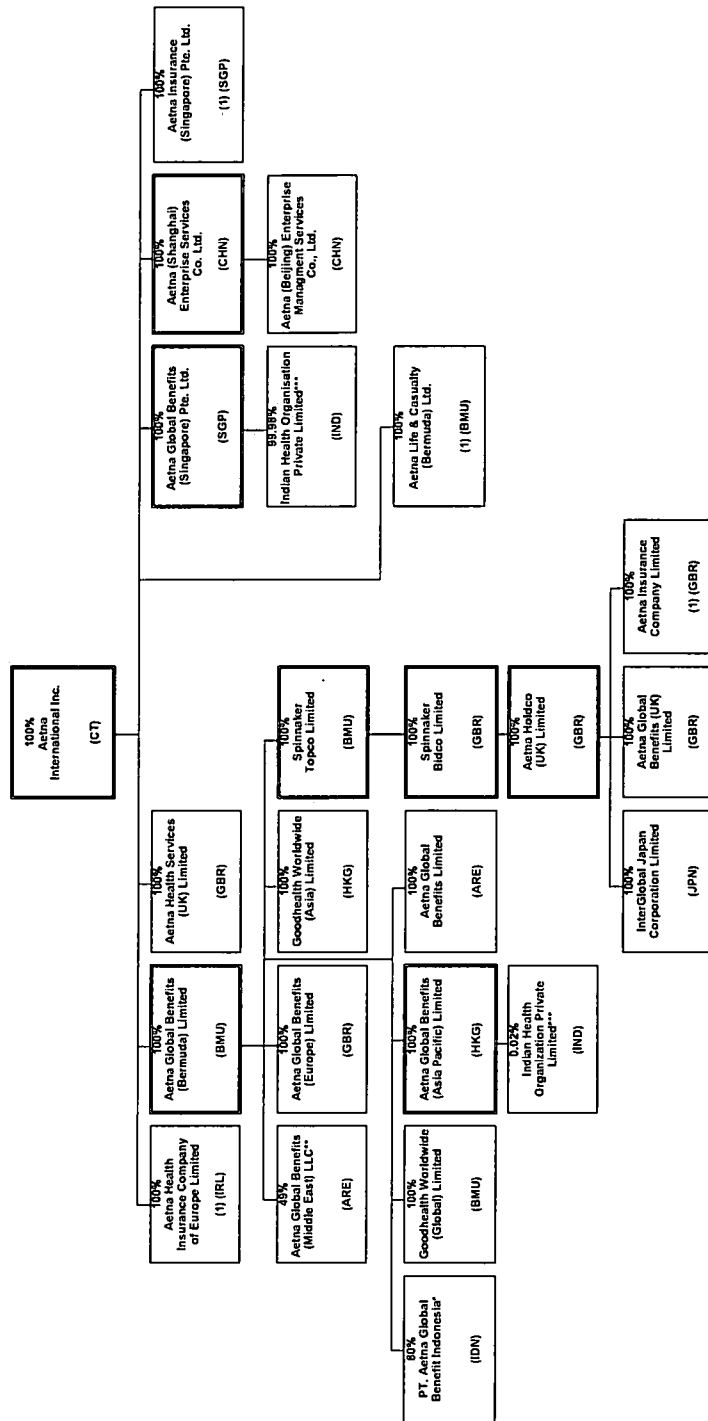 100%
Aetna
International Inc.
(CT)
100%
Aetna Health
Insurance Company
of Europe Limited
(1) (IRL)
100%
Aetna Global Benefits
(Bermuda) Limited
(BMU)
100%
Aetna Health Services
(UK) Limited
(GBR)
100%
Aetna Global Benefits
(Singapore) Pte. Ltd.
(SGP)
100%
Aetna (Shanghai)
Enterprise Services
Co. Ltd.
(CHN)
100%
Aetna Insurance
(Singapore) Pte. Ltd.
(1) (SGP)
49%
Aetna Global Benefits
(Middle East) LLC**
(ARE)
100%
Aetna Global Benefits
(Europe) Limited
(GBR)
100%
Goodhealth Worldwide
(Asia) Limited
(HKG)
100%
Spinnaker
Topco Limited
(BMU)
99.98%
Indian Health Organisation
Private Limited***
(IND)
100%
Aetna (Beijing) Enterprise
Managment Services
Co., Ltd.
(CHN)
60%
PT. Aetna Global
Benefit Indonesia*
(IDN)
100%
Goodhealth Worldwide
(Global) Limited
(BMU)
100%
Aetna Global Benefits
(Asia Pacific) Limited
(HKG)
100%
Aetna Global
Benefits Limited
(ARE)
100%
Spinnaker
Bidco Limited
(GBR)
100%
Aetna Life & Casualty
(Bermuda) Ltd.
(1) (BMU)
0.02%
Indian Health
Organization Private
Limited***
(IND)
100%
Aetna Holdco
(UK) Limited
(GBR)
100%
InterGlobal Japan
Corporation Limited
(JPN)
100%
Aetna Global
Benefits (UK)
Limited
(GBR)
100%
Aetna Insurance
Company Limited
(1) (GBR)